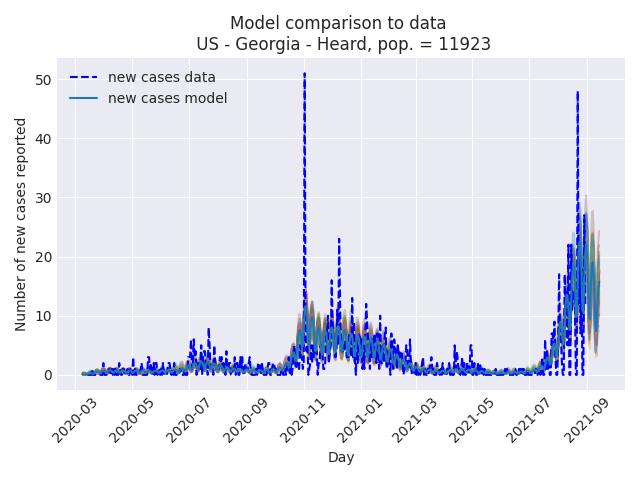 Model comparison to data
US - Georgia - Heard, pop. = 11923
new cases data
new cases model
Number of new cases reported
50
40
30
20
10
0
2020-03
2020-05
2020-07
2020-09
2020-11
2021-01
2021-03
2021-05
2021-07
2021-09
Day